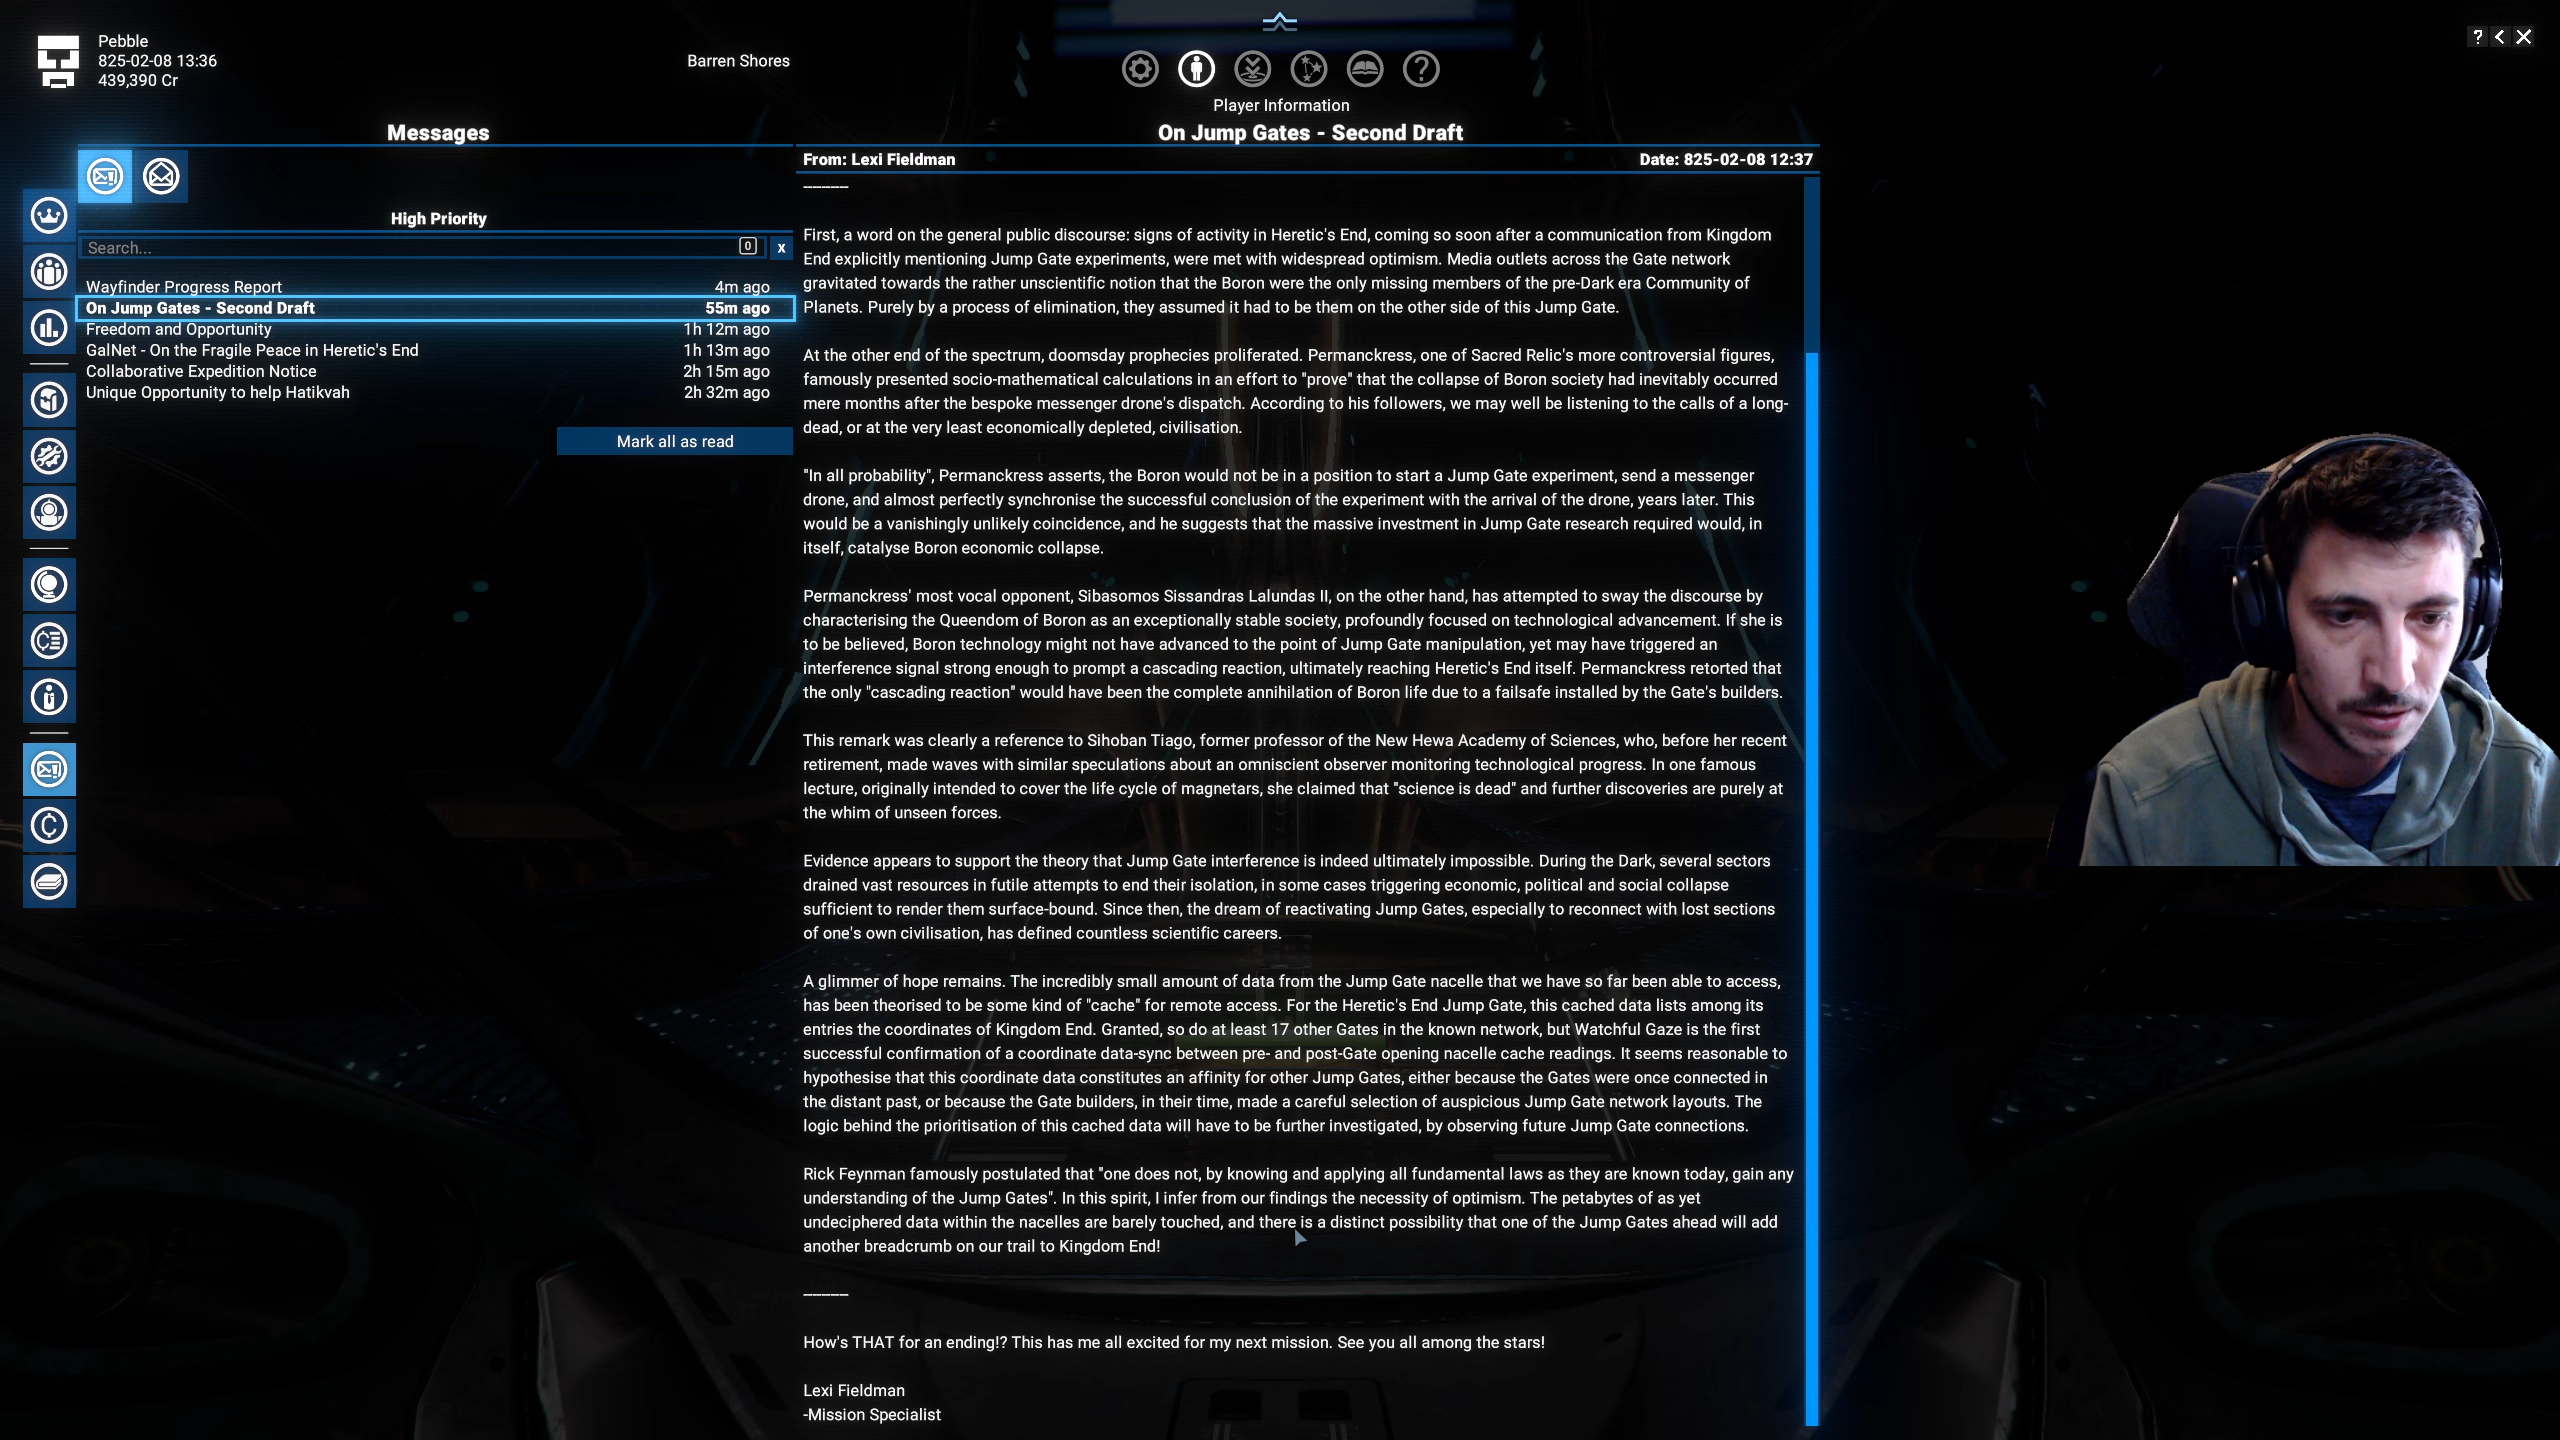 Pebble
825-02-08 13:36
439,390 Cr
Barren Shores
? < X
Player Information
Messages
High Priority
Search...
0
x
Wayfinder Progress Report 4m ago
On Jump Gates - Second Draft 55m ago
Freedom and Opportunity 1h 12m ago
GalNet - On the Fragile Peace in Heretic's End 1h 13m ago
Collaborative Expedition Notice 2h 15m ago
Unique Opportunity to help Hatikvah 2h 32m ago
Mark all as read
On Jump Gates - Second Draft
From: Lexi Fieldman Date: 825-02-08 12:37
----------
First, a word on the general public discourse: signs of activity in Heretic's End, coming so soon after a communication from Kingdom
End explicitly mentioning Jump Gate experiments, were met with widespread optimism. Media outlets across the Gate network
gravitated towards the rather unscientific notion that the Boron were the only missing members of the pre-Dark era Community of
Planets. Purely by a process of elimination, they assumed it had to be them on the other side of this Jump Gate.
At the other end of the spectrum, doomsday prophecies proliferated. Permanckress, one of Sacred Relic's more controversial figures,
famously presented socio-mathematical calculations in an effort to "prove" that the collapse of Boron society had inevitably occurred
mere months after the bespoke messenger drone's dispatch. According to his followers, we may well be listening to the calls of a long-
dead, or at the very least economically depleted, civilisation.
"In all probability", Permanckress asserts, the Boron would not be in a position to start a Jump Gate experiment, send a messenger
drone, and almost perfectly synchronise the successful conclusion of the experiment with the arrival of the drone, years later. This
would be a vanishingly unlikely coincidence, and he suggests that the massive investment in Jump Gate research required would, in
itself, catalyse Boron economic collapse.
Permanckress' most vocal opponent, Sibasomos Sissandras Lalundas II, on the other hand, has attempted to sway the discourse by
characterising the Queendom of Boron as an exceptionally stable society, profoundly focused on technological advancement. If she is
to be believed, Boron technology might not have advanced to the point of Jump Gate manipulation, yet may have triggered an
interference signal strong enough to prompt a cascading reaction, ultimately reaching Heretic's End itself. Permanckress retorted that
the only "cascading reaction" would have been the complete annihilation of Boron life due to a failsafe installed by the Gate's builders.
This remark was clearly a reference to Sihoban Tiago, former professor of the New Hewa Academy of Sciences, who, before her recent
retirement, made waves with similar speculations about an omniscient observer monitoring technological progress. In one famous
lecture, originally intended to cover the life cycle of magnetars, she claimed that "science is dead" and further discoveries are purely at
the whim of unseen forces.
Evidence appears to support the theory that Jump Gate interference is indeed ultimately impossible. During the Dark, several sectors
drained vast resources in futile attempts to end their isolation, in some cases triggering economic, political and social collapse
sufficient to render them surface-bound. Since then, the dream of reactivating Jump Gates, especially to reconnect with lost sections
of one's own civilisation, has defined countless scientific careers.
A glimmer of hope remains. The incredibly small amount of data from the Jump Gate nacelle that we have so far been able to access,
has been theorised to be some kind of "cache" for remote access. For the Heretic's End Jump Gate, this cached data lists among its
entries the coordinates of Kingdom End. Granted, so do at least 17 other Gates in the known network, but Watchful Gaze is the first
successful confirmation of a coordinate data-sync between pre- and post-Gate opening nacelle cache readings. It seems reasonable to
hypothesise that this coordinate data constitutes an affinity for other Jump Gates, either because the Gates were once connected in
the distant past, or because the Gate builders, in their time, made a careful selection of auspicious Jump Gate network layouts. The
logic behind the prioritisation of this cached data will have to be further investigated, by observing future Jump Gate connections.
Rick Feynman famously postulated that "one does not, by knowing and applying all fundamental laws as they are known today, gain any
understanding of the Jump Gates". In this spirit, I infer from our findings the necessity of optimism. The petabytes of as yet
undeciphered data within the nacelles are barely touched, and there is a distinct possibility that one of the Jump Gates ahead will add
another breadcrumb on our trail to Kingdom End!
----------
How's THAT for an ending!? This has me all excited for my next mission. See you all among the stars!
Lexi Fieldman
-Mission Specialist